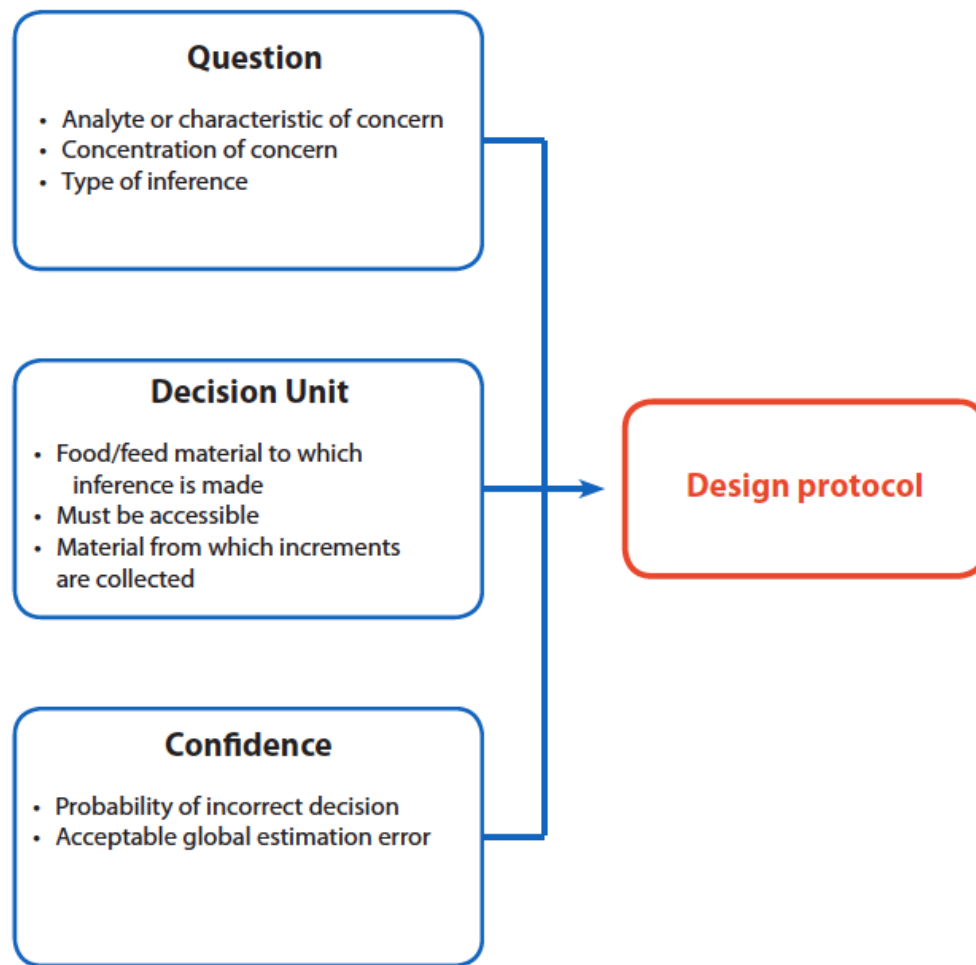 Question
• Analyte or characteristic of concern
• Concentration of concern
• Type of inference
Decision Unit
• Food/feed material to which
inference is made
• Must be accessible
• Material from which increments
are collected
Confidence
• Probability of incorrect decision
• Acceptable global estimation error
Design protocol